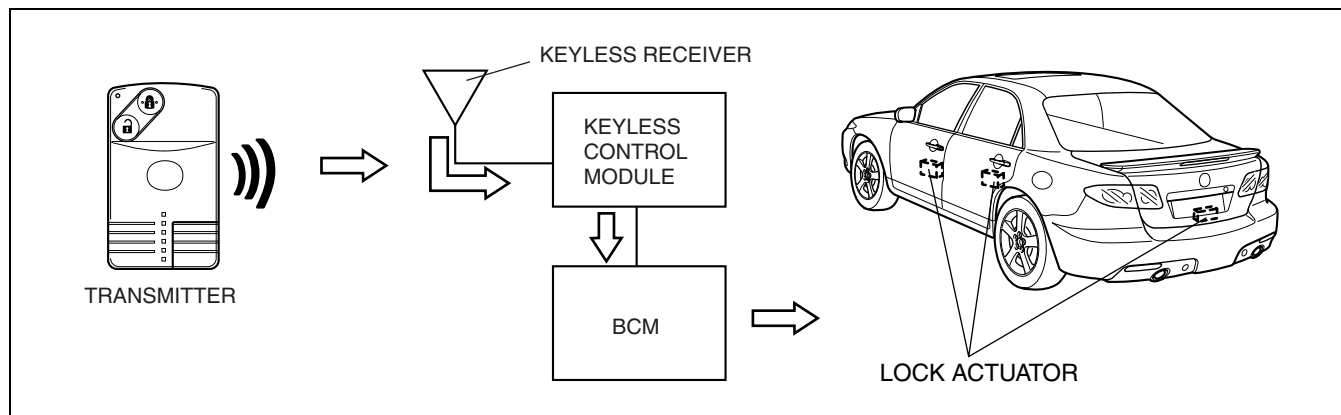 KEYLESS RECEIVER
KEYLESS
CONTROL
MODULE
TRANSMITTER
BCM
LOCK ACTUATOR